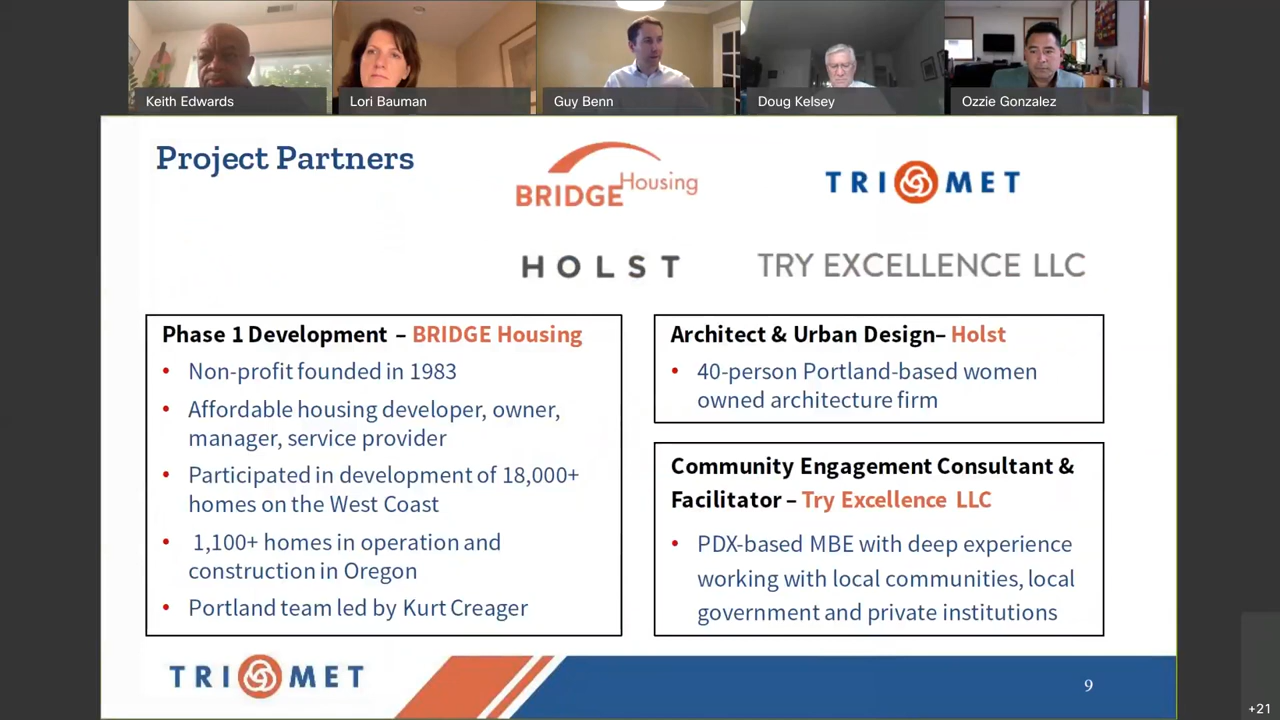 Keith Edwards
Lori Bauman
Guy Benn
Doug Kelsey
Ozzie Gonzalez
Project Partners
BRIDGE Housing
TRI MET
HOLST
TRY EXCELLENCE LLC
Phase 1 Development – BRIDGE Housing
• Non-profit founded in 1983
• Affordable housing developer, owner,
manager, service provider
• Participated in development of 18,000+
homes on the West Coast
• 1,100+ homes in operation and
construction in Oregon
• Portland team led by Kurt Creager
Architect & Urban Design– Holst
• 40-person Portland-based women
owned architecture firm
Community Engagement Consultant &
Facilitator – Try Excellence LLC
• PDX-based MBE with deep experience
working with local communities, local
government and private institutions
TRI MET
9
+21